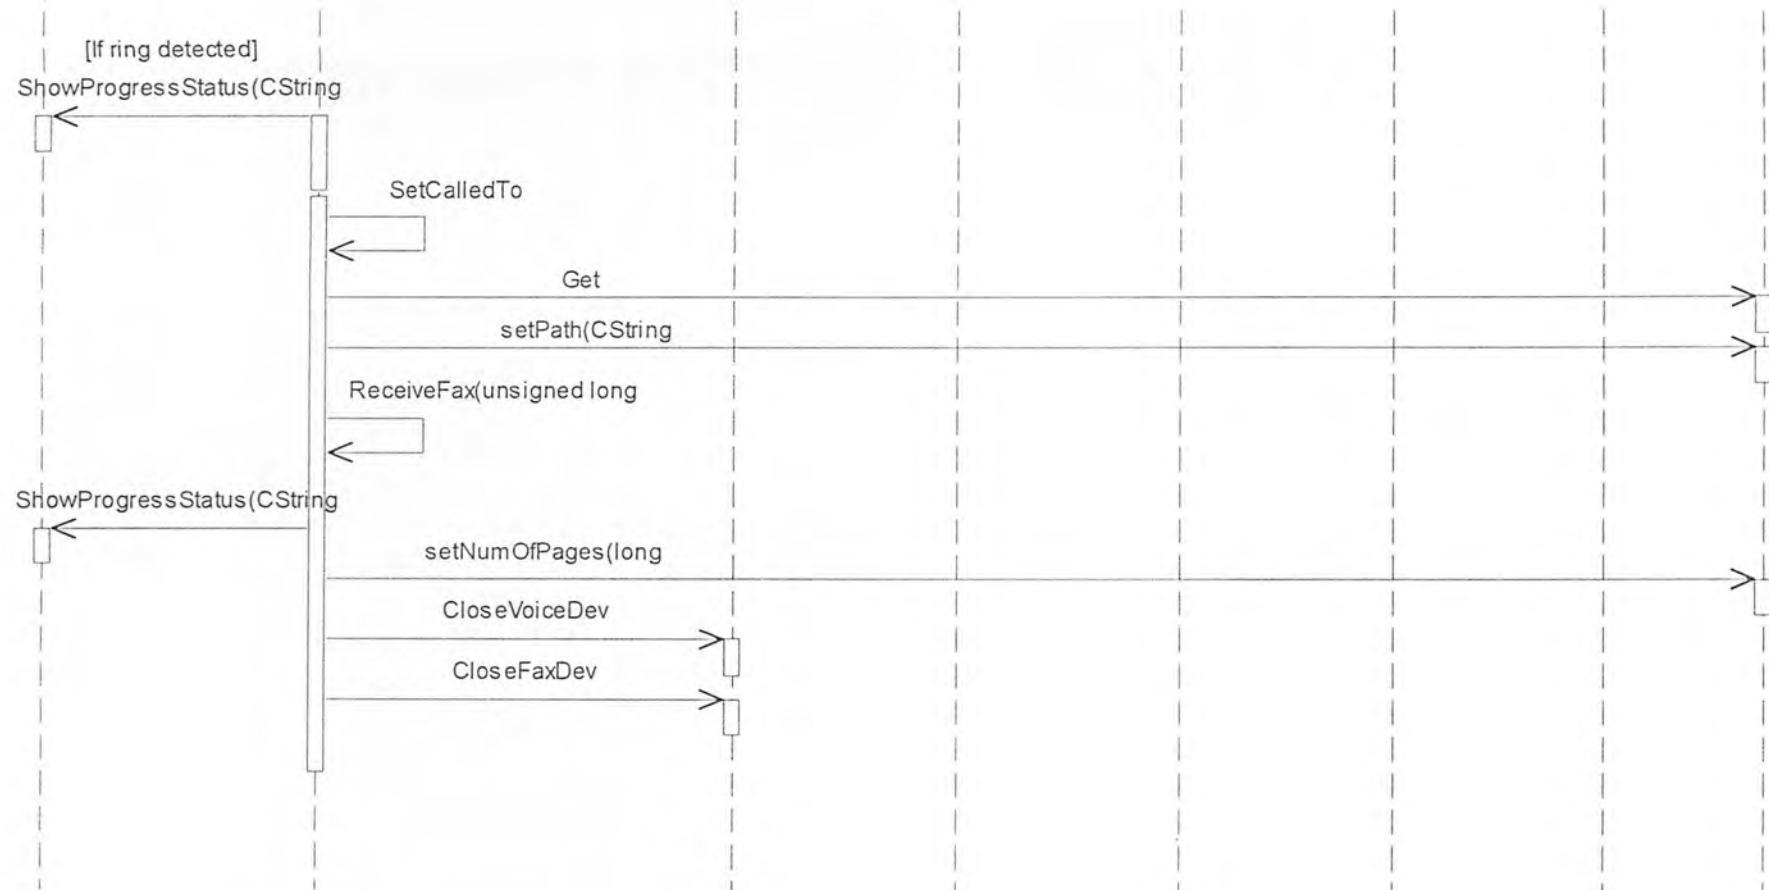 [If ring detected]
ShowProgressStatus(CString
SetCalledTo
Get
setPath(CString
ReceiveFax(unsigned long
ShowProgressStatus(CString
setNumOfPages(long
CloseVoiceDev
CloseFaxDev